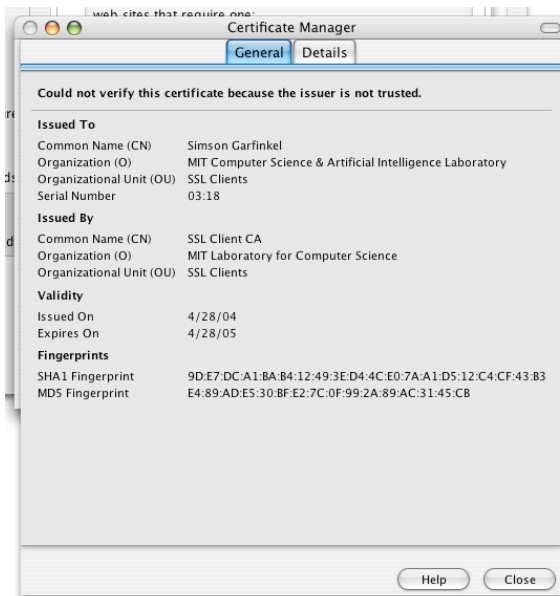 web sites that require one:
Certificate Manager
General Details
Could not verify this certificate because the issuer is not trusted.
Issued To
Common Name (CN) Simson Garfinkel
Organization (O) MIT Computer Science & Artificial Intelligence Laboratory
Organizational Unit (OU) SSL Clients
Serial Number 03:18
Issued By
Common Name (CN) SSL Client CA
Organization (O) MIT Laboratory for Computer Science
Organizational Unit (OU) SSL Clients
Validity
Issued On 4/28/04
Expires On 4/28/05
Fingerprints
SHA1 Fingerprint 9D:E7:DC:A1:BA:B4:12:49:3E:D4:4C:E0:7A:A1:D5:12:C4:CF:43:B3
MD5 Fingerprint E4:89:AD:E5:30:BF:E2:7C:0F:99:2A:89:AC:31:45:CB
Help Close